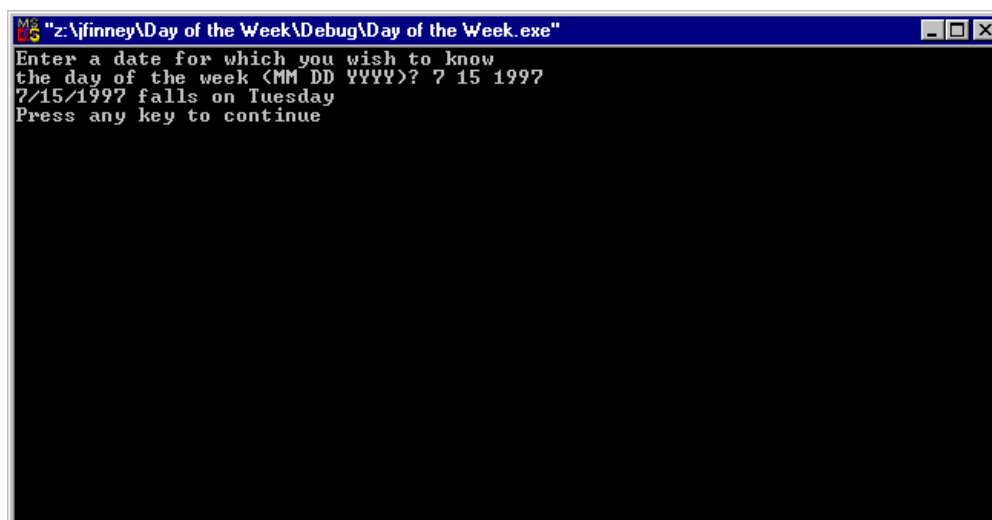 "z:\jfinney\Day of the Week\Debug\Day of the Week.exe"
Enter a date for which you wish to know
the day of the week (MM DD YYYY)? 7 15 1997
7/15/1997 falls on Tuesday
Press any key to continue